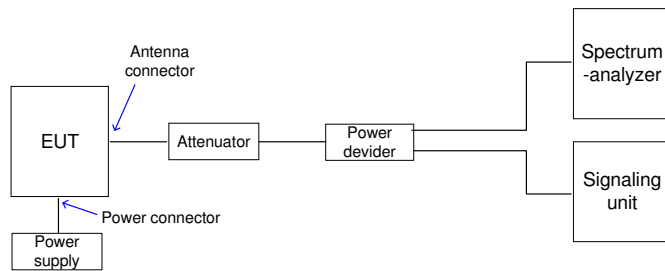 Antenna
connector
EUT
Attenuator
Power
devider
Spectrum
-analyzer
Signaling
unit
Power connector
Power
supply